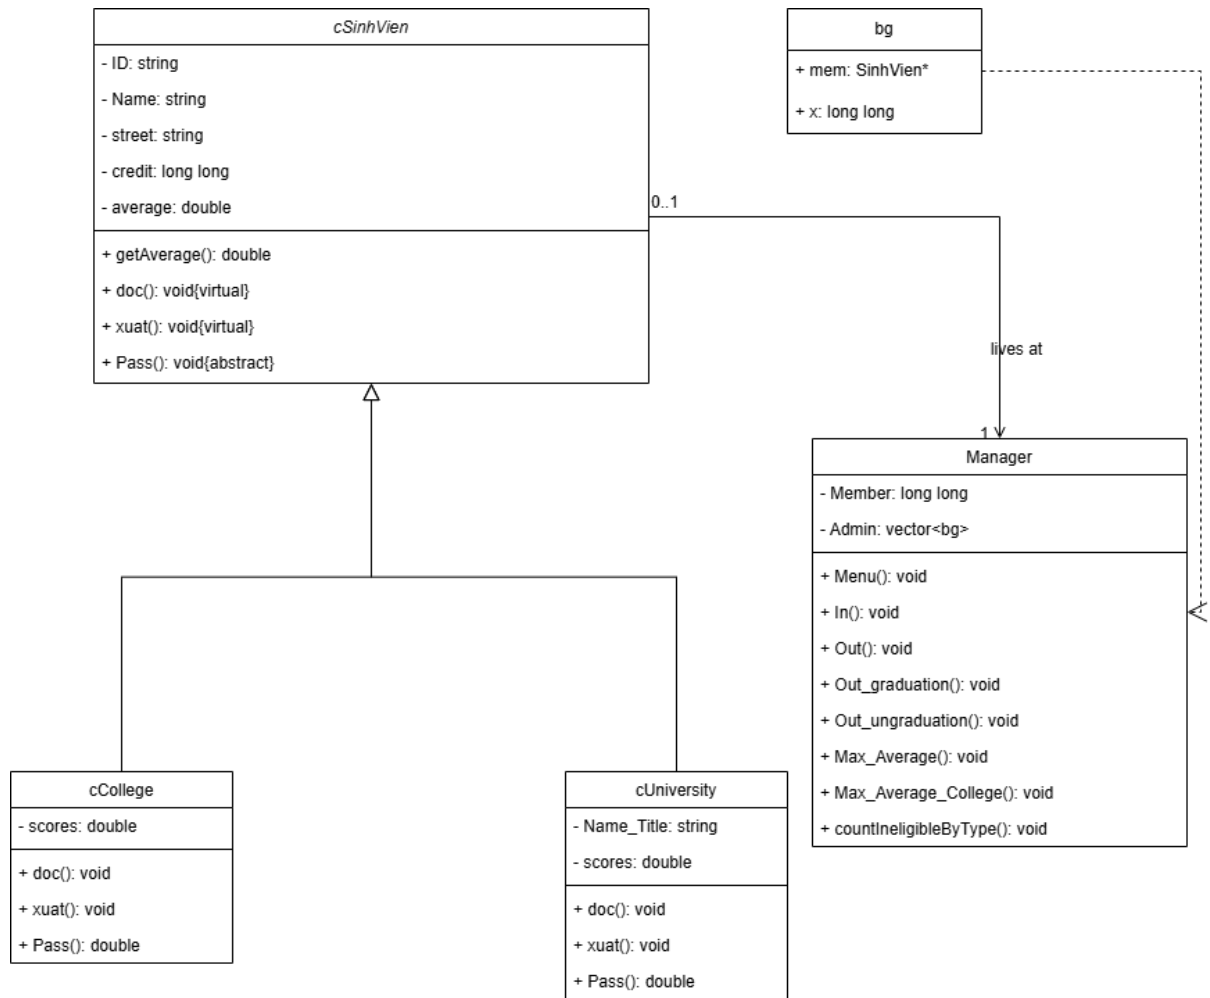 cSinhVien
- ID: string
- Name: string
- street: string
- credit: long long
- average: double
+ getAverage(): double
+ doc(): void{virtual}
+ xuat(): void{virtual}
+ Pass(): void{abstract}
bg
+ mem: SinhVien*
+ x: long long
0..1
lives at
1
Manager
- Member: long long
- Admin: vector<bg>
+ Menu(): void
+ In(): void
+ Out(): void
+ Out_graduation(): void
+ Out_ungraduation(): void
+ Max_Average(): void
+ Max_Average_College(): void
+ countIneligibleByType(): void
cCollege
- scores: double
+ doc(): void
+ xuat(): void
+ Pass(): double
cUniversity
- Name_Title: string
- scores: double
+ doc(): void
+ xuat(): void
+ Pass(): double